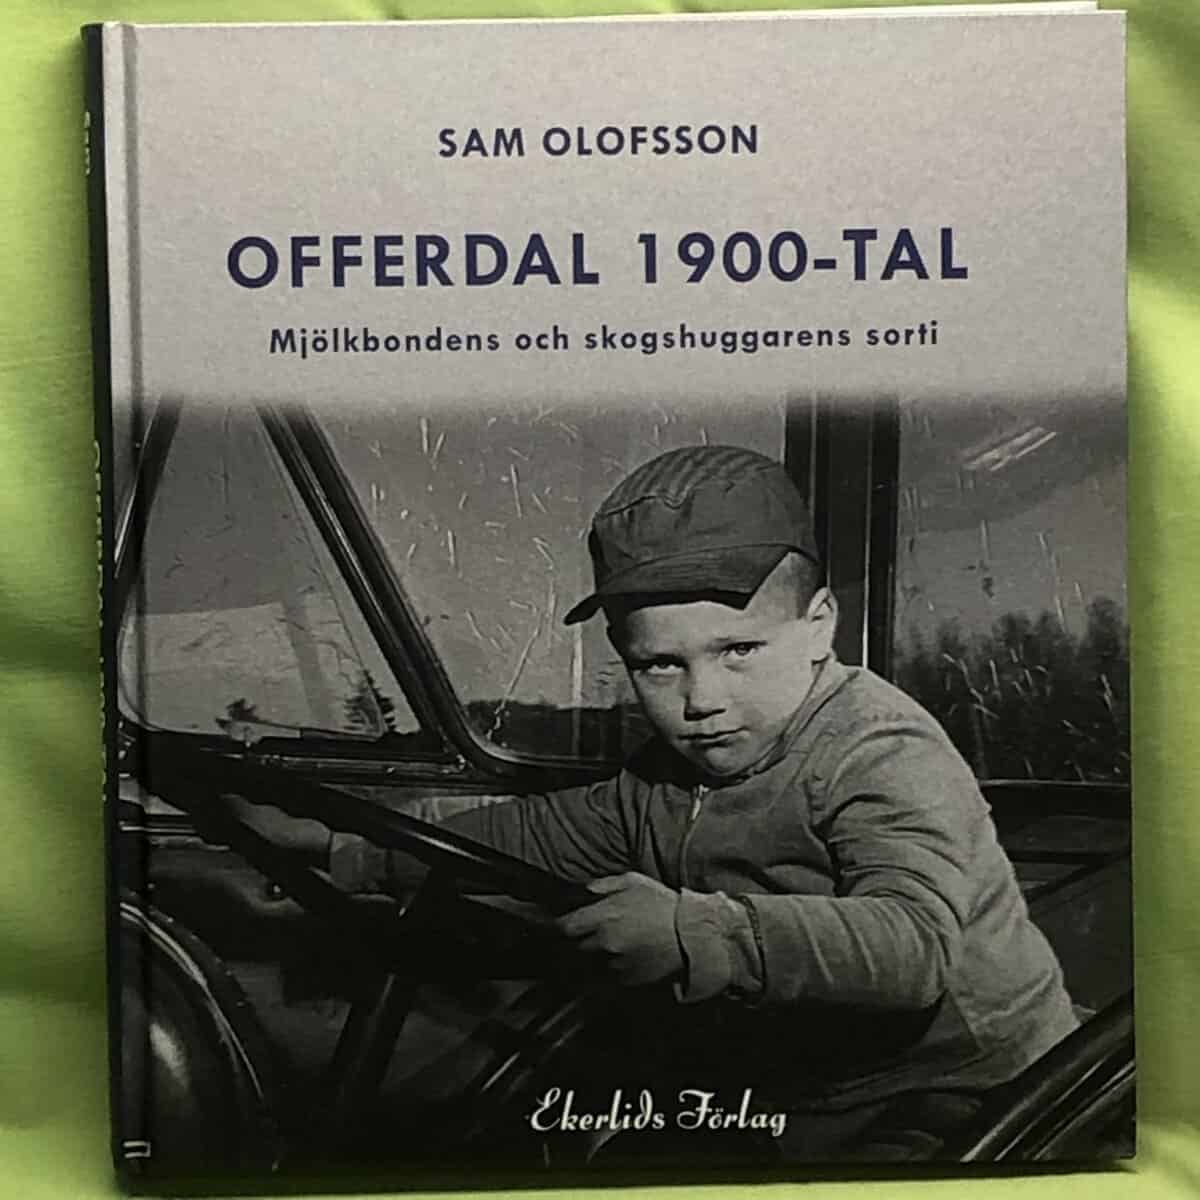 SAM OLOFSSON
OFFERDAL 1900-TAL
Mjölkbondens och skogshuggarens sorti
Ekerlids Förlag